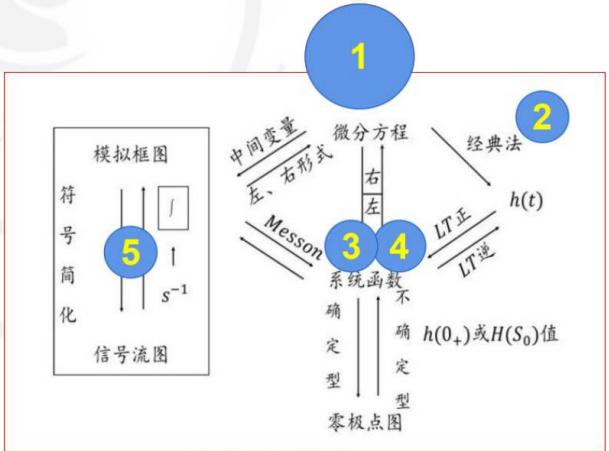 1
2
微分方程
经典法
中间变量
左、右形式
模拟框图
右
左
h(t)
符号简化
∫
5
s⁻¹
Messon
3
4
LT正
LT逆
系统函数
信号流图
确定型
不确定型
h(0₊)或H(S₀)值
零极点图